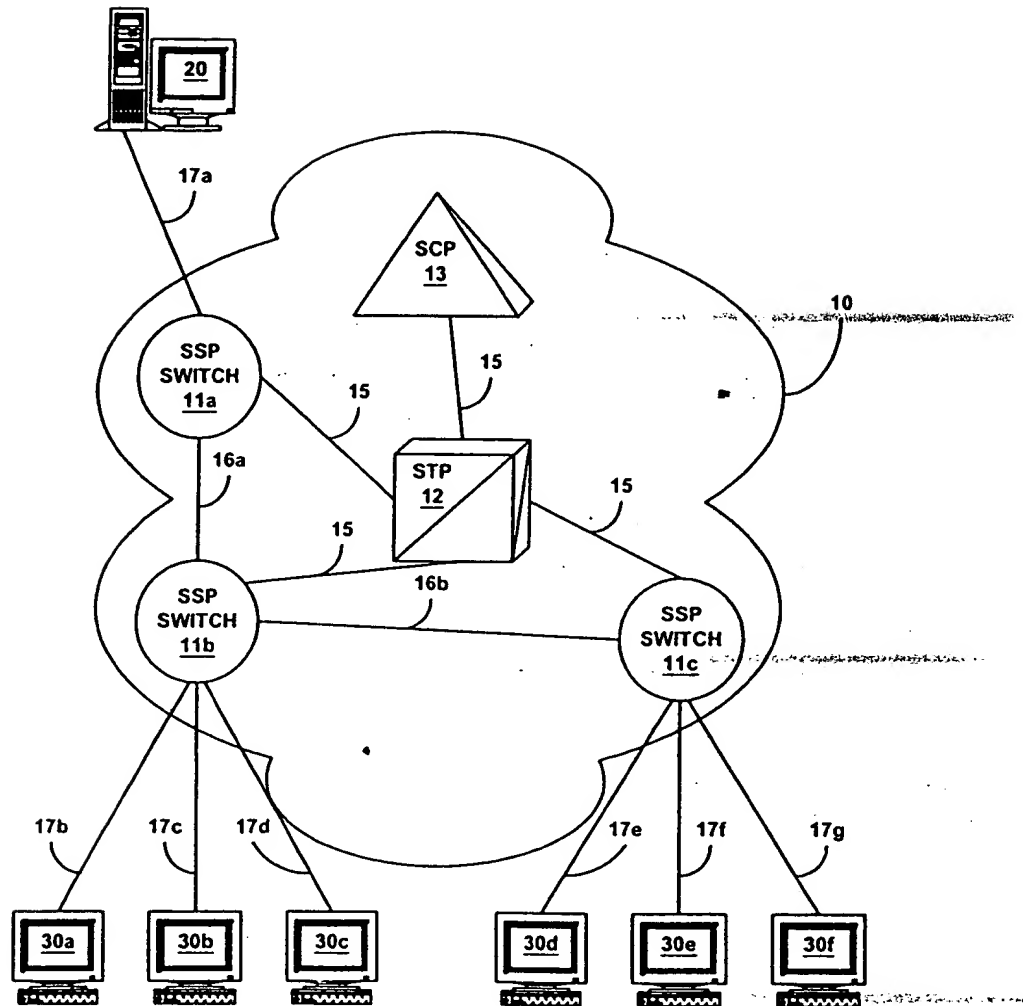 20
17a
SCP
13
10
SSP
SWITCH
11a
15
15
16a
STP
12
15
15
16b
SSP
SWITCH
11b
SSP
SWITCH
11c
17b
17c
17d
17e
17f
17g
30a
30b
30c
30d
30e
30f